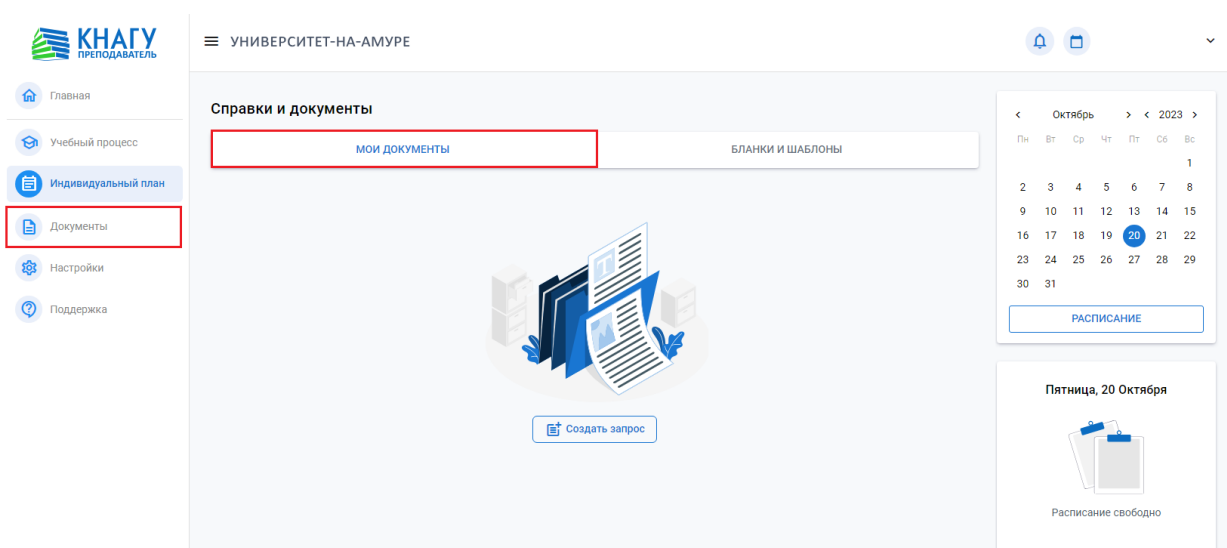 КНАГУ
ПРЕПОДАВАТЕЛЬ
УНИВЕРСИТЕТ-НА-АМУРЕ
Главная
Учебный процесс
Индивидуальный план
Документы
Настройки
Поддержка
Справки и документы
МОИ ДОКУМЕНТЫ
БЛАНКИ И ШАБЛОНЫ
T
Создать запрос
Октябрь 2023
Пн Вт Ср Чт Пт Сб Вс
1
2 3 4 5 6 7 8
9 10 11 12 13 14 15
16 17 18 19 20 21 22
23 24 25 26 27 28 29
30 31
РАСПИСАНИЕ
Пятница, 20 Октября
Расписание свободно